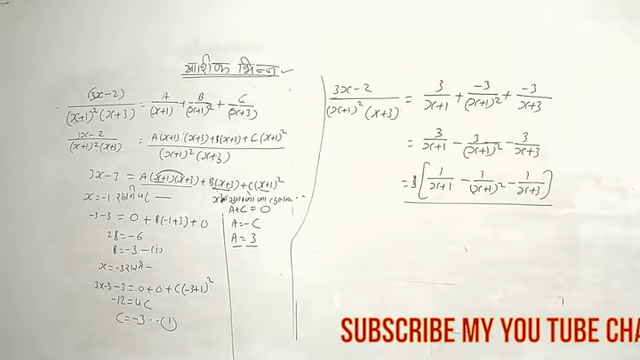 आंशिक भिन्न
(3x-2)/((x+1)²(x+3)) = A/(x+1) + B/(x+1)² + C/(x+3)
3x-2/((x+1)²(x+3)) = A(x+1)(x+3)+B(x+1)+C(x+1)²/((x+1)²(x+3))
3x-3 = A(x+1)(x+3)+B(x+3)+C(x+1)²
x=-1 रखने पर —
-3-3 = 0+B(-1+3)+0
2B=-6
B=-3 -(i)
x=-3 रखने -
3x-3-3=0+0+C(-3+1)²
-12=4C
C=-3 --(1)
A+C=0
A=-C
A=3
3x-2/((x+1)²(x+3)) = 3/(x+1) + -3/(x+1)² + -3/(x+3)
= 3/(x+1) - 3/(x+1)² - 3/(x+3)
=3[1/(x+1) - 1/(x+1)² - 1/(x+3)]
SUBSCRIBE MY YOU TUBE CHA